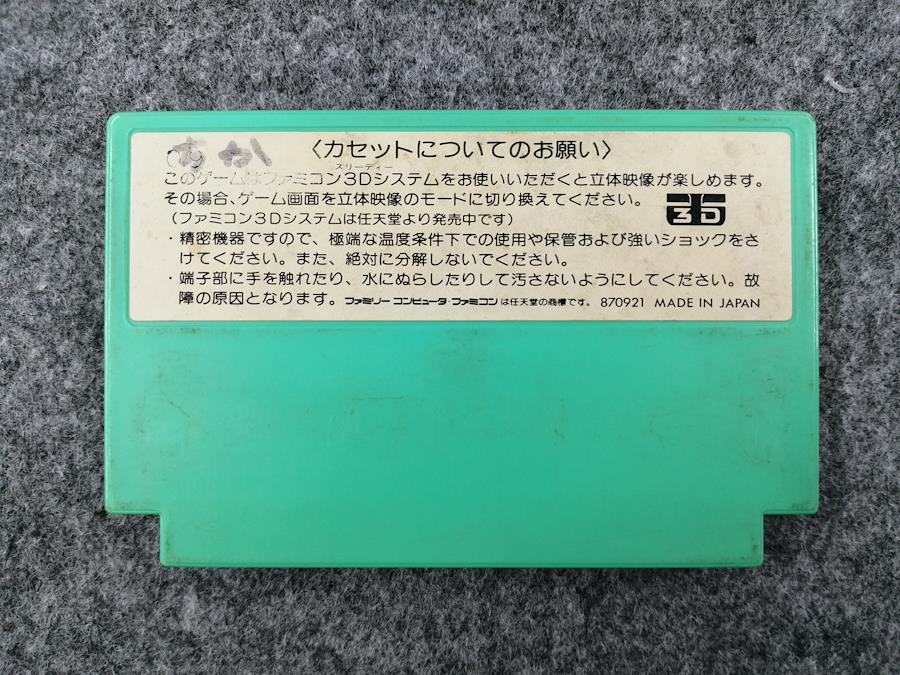 〈カセットについてのお願い〉
スリーディー
このゲームはファミコン3Dシステムをお使いいただくと立体映像が楽しめます。
その場合、ゲーム画面を立体映像のモードに切り換えてください。
3D
(ファミコン3Dシステムは任天堂より発売中です)
・精密機器ですので、極端な温度条件下での使用や保管および強いショックをさ
けてください。また、絶対に分解しないでください。
・端子部に手を触れたり、水にぬらしたりして汚さないようにしてください。故
障の原因となります。ファミリーコンピュータ・ファミコンは任天堂の商標です。 870921 MADE IN JAPAN